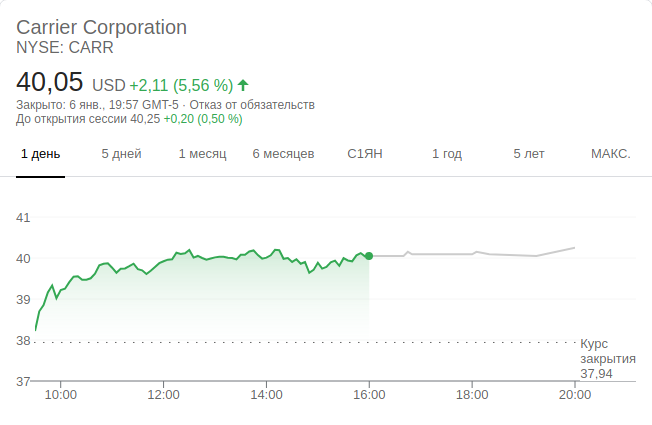 Carrier Corporation
NYSE: CARR
40,05 USD +2,11 (5,56 %)
Закрыто: 6 янв., 19:57 GMT-5 · Отказ от обязательств
До открытия сессии 40,25 +0,20 (0,50 %)
1 день 5 дней 1 месяц 6 месяцев С1ЯН 1 год 5 лет МАКС.
41
40
39
38
Курс
закрытия
37,94
37
10:00 12:00 14:00 16:00 18:00 20:00